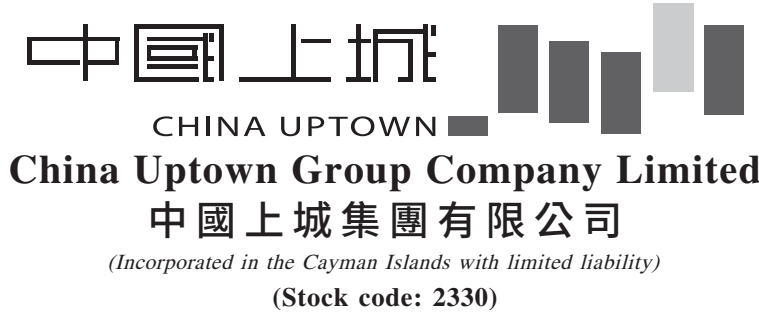 中國上城
CHINA UPTOWN
China Uptown Group Company Limited
中國上城集團有限公司
(Incorporated in the Cayman Islands with limited liability)
(Stock code: 2330)